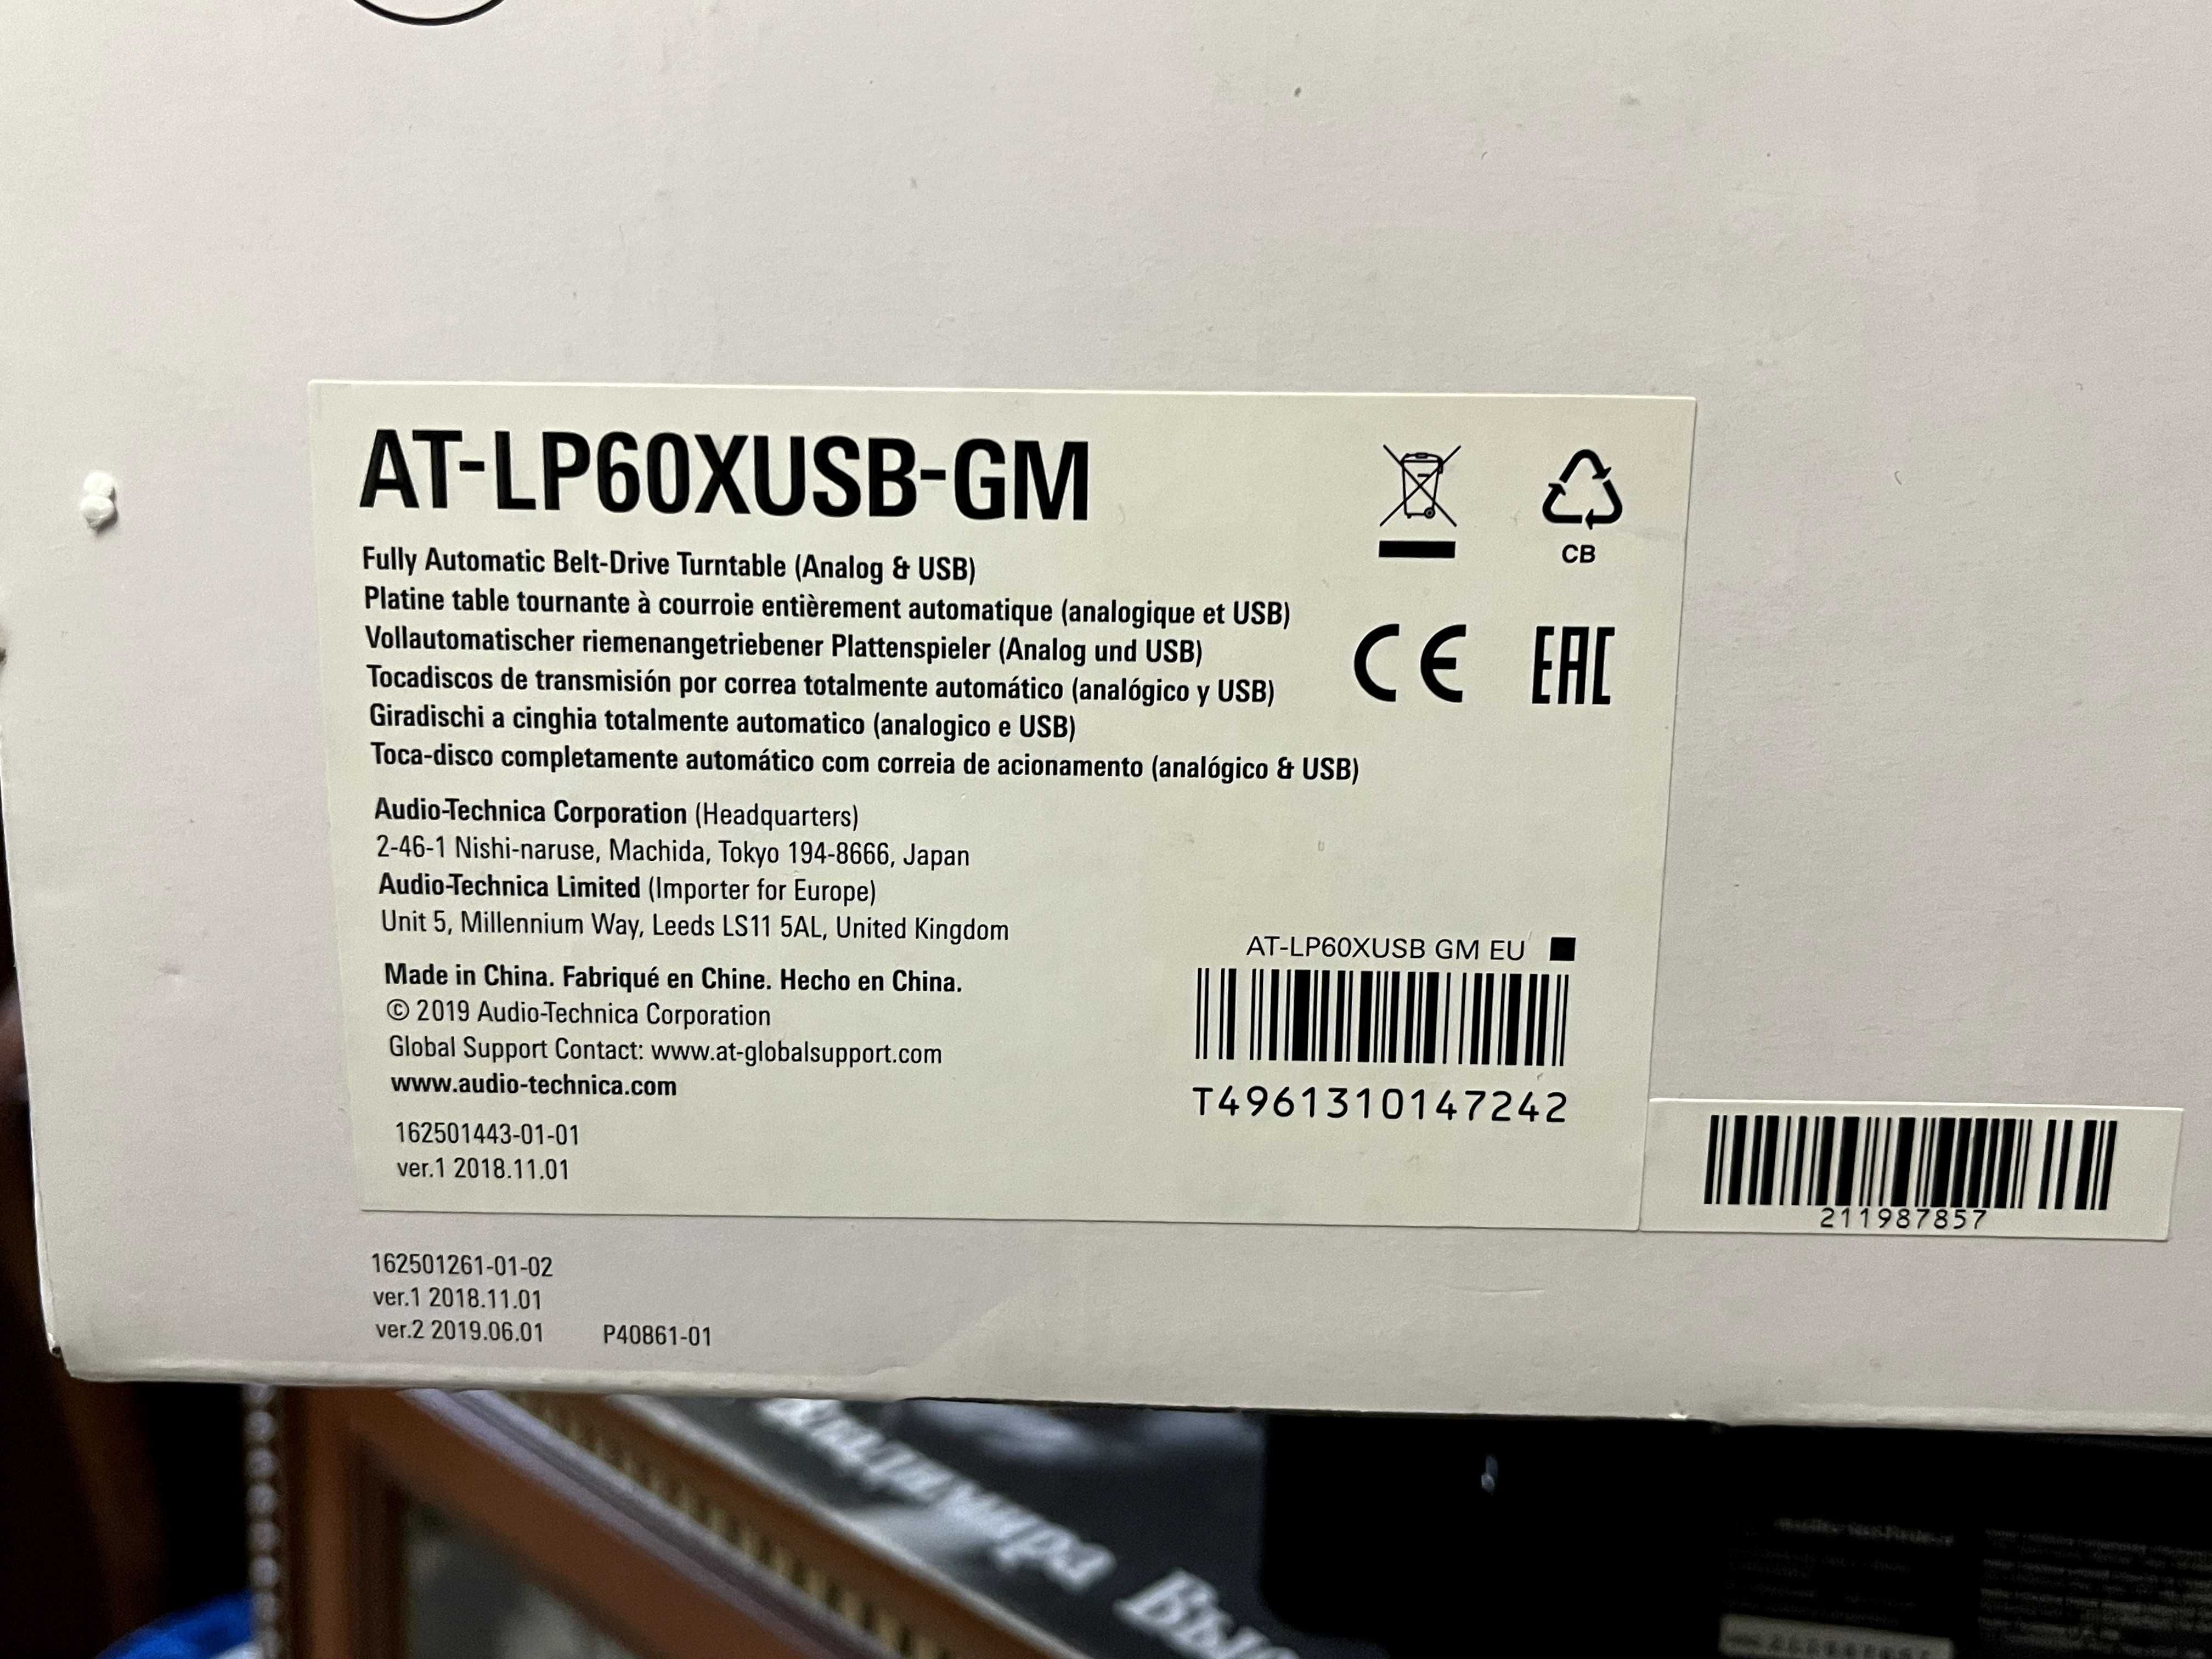 AT-LP60XUSB-GM
Fully Automatic Belt-Drive Turntable (Analog & USB)
Platine table tournante à courroie entièrement automatique (analogique et USB)
Vollautomatischer riemenangetriebener Plattenspieler (Analog und USB)
Tocadiscos de transmisión por correa totalmente automático (analógico y USB)
Giradischi a cinghia totalmente automatico (analogico e USB)
Toca-disco completamente automático com correia de acionamento (analógico & USB)
CB
CE EAC
Audio-Technica Corporation (Headquarters)
2-46-1 Nishi-naruse, Machida, Tokyo 194-8666, Japan
Audio-Technica Limited (Importer for Europe)
Unit 5, Millennium Way, Leeds LS11 5AL, United Kingdom
Made in China. Fabriqué en Chine. Hecho en China.
© 2019 Audio-Technica Corporation
Global Support Contact: www.at-globalsupport.com
www.audio-technica.com
162501443-01-01
ver.1 2018.11.01
AT-LP60XUSB GM EU
T4961310147242
211987857
162501261-01-02
ver.1 2018.11.01
ver.2 2019.06.01 P40861-01